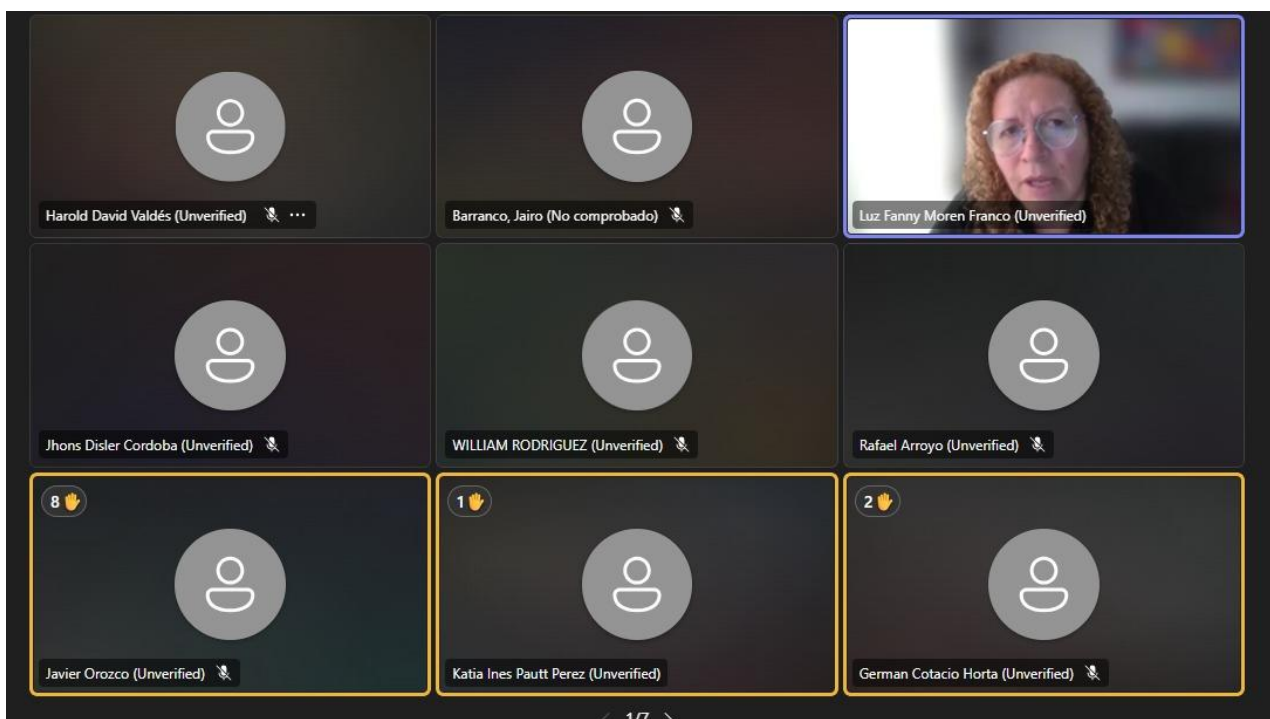 Harold David Valdés (Unverified) ...
Barranco, Jairo (No comprobado)
Luz Fanny Moren Franco (Unverified)
Jhons Disler Cordoba (Unverified)
WILLIAM RODRIGUEZ (Unverified)
Rafael Arroyo (Unverified)
8
1
2
Javier Orozco (Unverified)
Katia Ines Pautt Perez (Unverified)
German Cotacio Horta (Unverified)
1/7